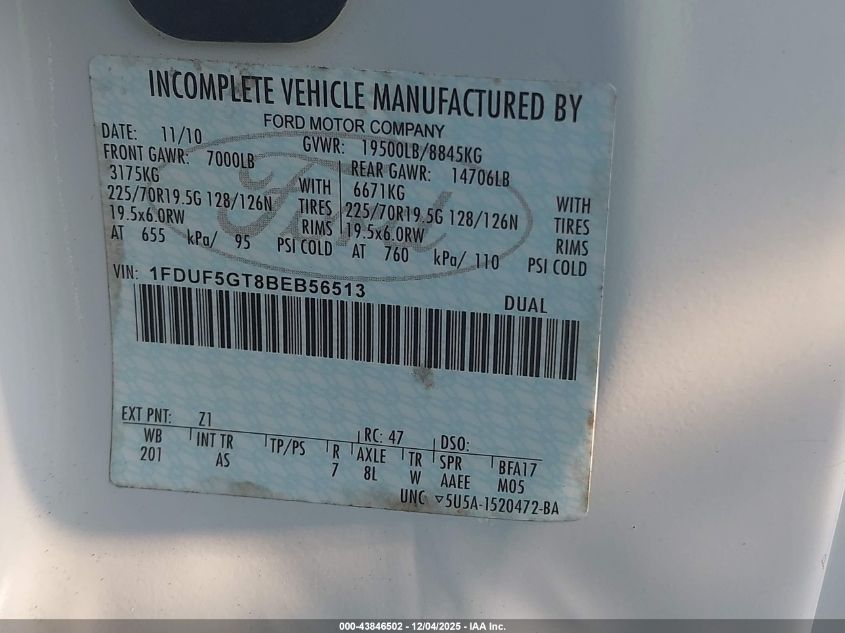 INCOMPLETE VEHICLE MANUFACTURED BY
FORD MOTOR COMPANY
DATE: 11/10 GVWR: 19500LB/8845KG
FRONT GAWR: 7000LB REAR GAWR: 14706LB
3175KG WITH 6671KG WITH
225/70R19.5G 128/126N TIRES 225/70R19.5G 128/126N TIRES
19.5x6.0RW RIMS 19.5x6.0RW RIMS
AT 655 kPa/ 95 PSI COLD AT 760 kPa/ 110 PSI COLD
Ford
VIN: 1FDUF5GT8BEB56513 DUAL
EXT PNT: Z1 RC: 47 DSO:
WB INT TR TP/PS R AXLE TR SPR BFA17
201 AS 7 8L W AAEE M05
UNC ▿5U5A-1520472-BA
000-43846502 - 12/04/2025 - © IAA Inc.